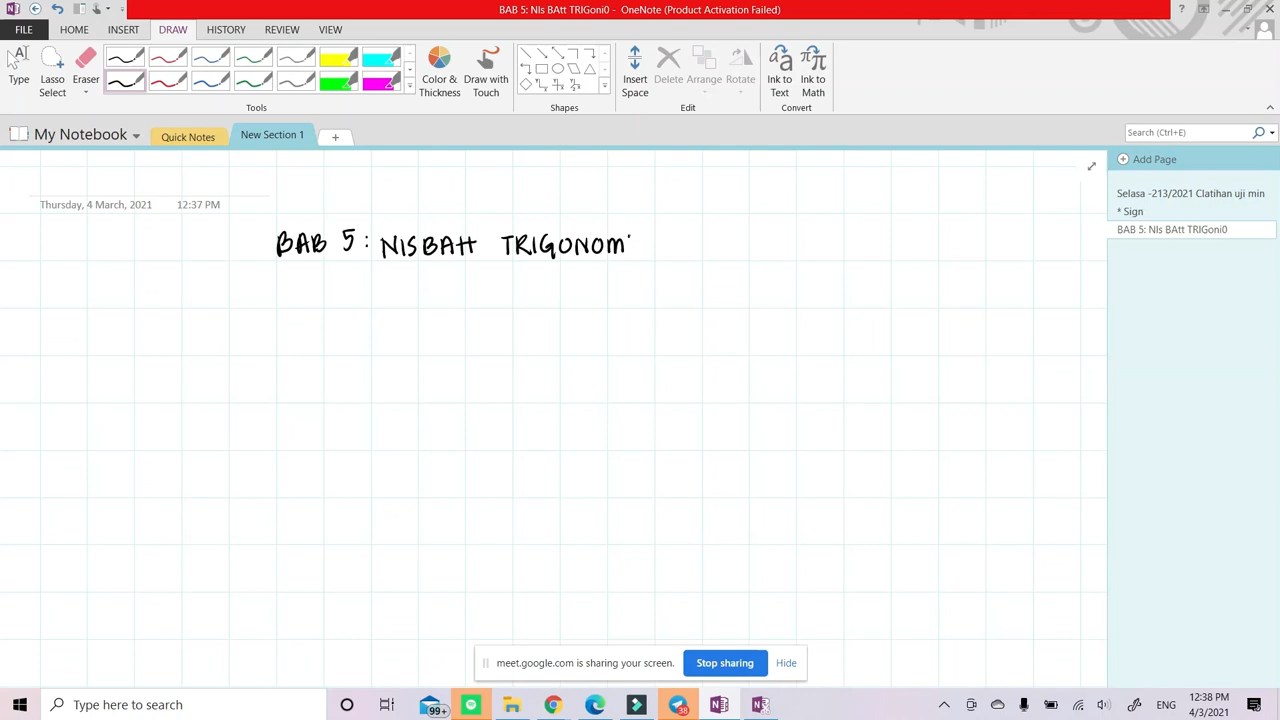 BAB 5: NIs BAtt TRIGoni0 - OneNote (Product Activation Failed)
FILE HOME INSERT DRAW HISTORY REVIEW VIEW
Type
Lasso Select
Eraser
Color & Thickness
Draw with Touch
Insert Space
Delete
Arrange
Rotate
Ink to Text
Ink to Math
Tools Shapes Edit Convert
My Notebook Quick Notes New Section 1 +
Search (Ctrl+E)
Add Page
Selasa -213/2021 Clatihan uji min
* Sign
BAB 5: NIs BAtt TRIGoni0
Thursday, 4 March, 2021 12:37 PM
BAB 5: NISBAH TRIGONOM
meet.google.com is sharing your screen. Stop sharing Hide
Type here to search
99+
38
ENG
12:38 PM
4/3/2021